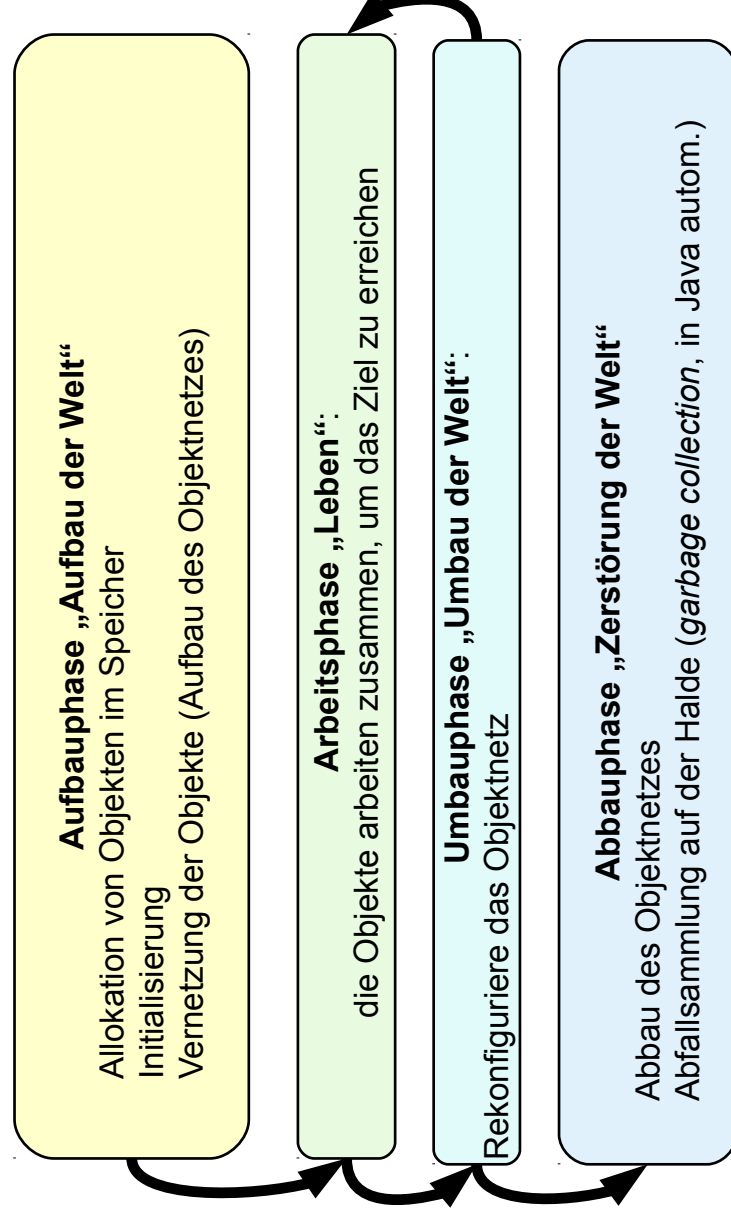 Aufbauphase „Aufbau der Welt“
Allokation von Objekten im Speicher
Initialisierung
Vernetzung der Objekte (Aufbau des Objektnetzes)
Arbeitsphase „Leben“:
die Objekte arbeiten zusammen, um das Ziel zu erreichen
Umbauphase „Umbau der Welt“:
Rekonfiguriere das Objektnetz
Abbauphase „Zerstörung der Welt“
Abbau des Objektnetzes
Abfallsammlung auf der Halde (garbage collection, in Java autom.)